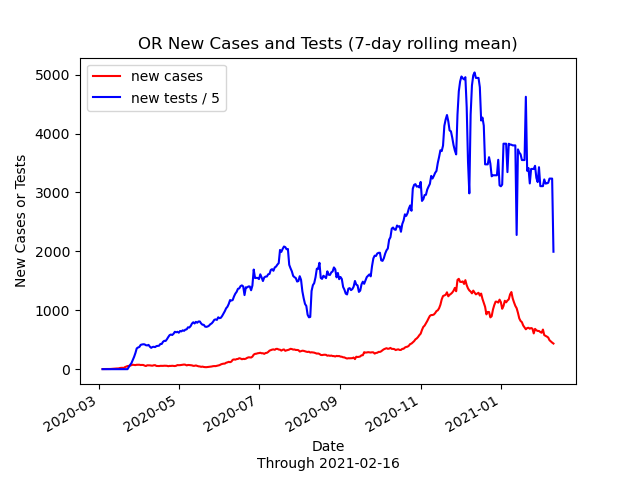 OR New Cases and Tests (7-day rolling mean)
new cases
new tests / 5
New Cases or Tests
5000
4000
3000
2000
1000
0
2020-03
2020-05
2020-07
2020-09
2020-11
2021-01
Date
Through 2021-02-16